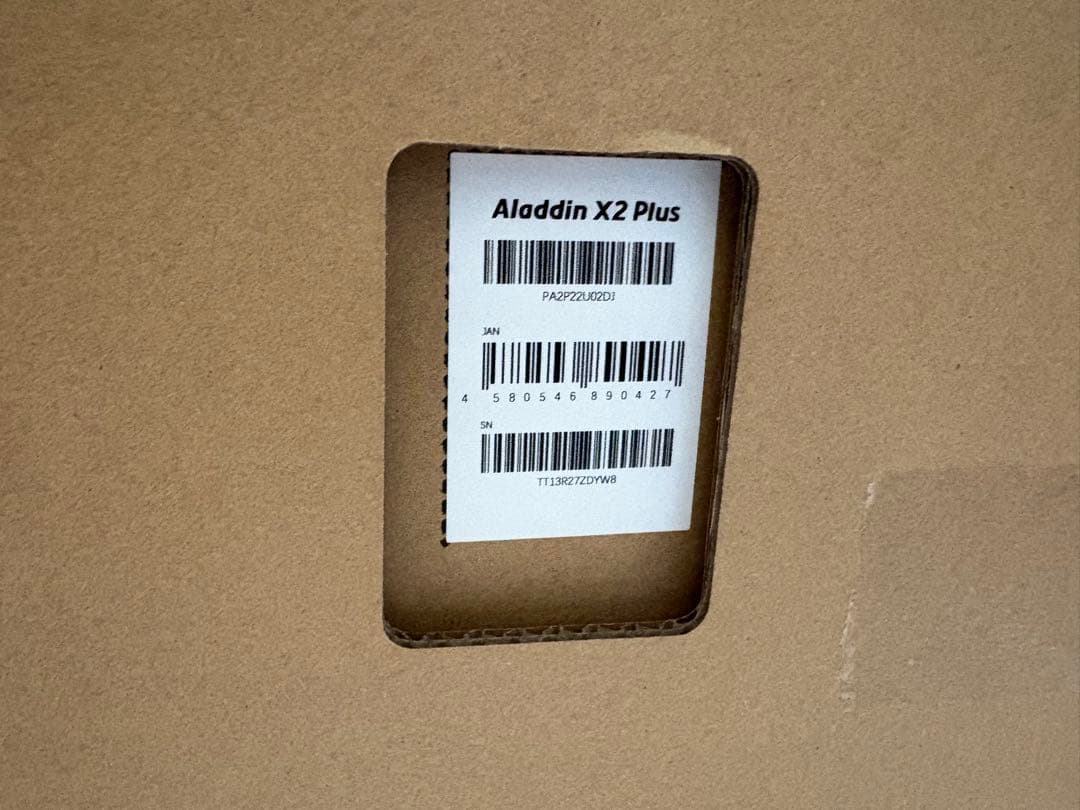 Aladdin X2 Plus
PA2P22U02DJ
JAN
4 580546 890427
SN
TT13R27ZDYW8